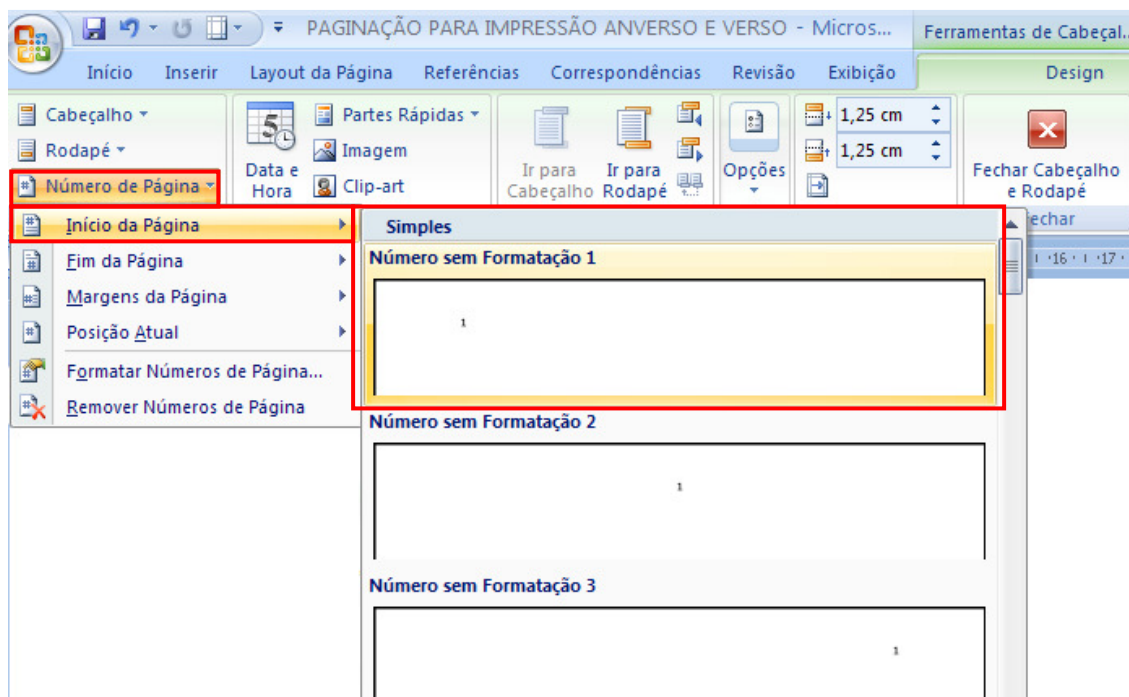 PAGINAÇÃO PARA IMPRESSÃO ANVERSO E VERSO - Micros...
Ferramentas de Cabeçal...
Início Inserir Layout da Página Referências Correspondências Revisão Exibição Design
Cabeçalho
Rodapé
Número de Página
5
Data e
Hora
Partes Rápidas
Imagem
Clip-art
Ir para
Cabeçalho
Ir para
Rodapé
Opções
1,25 cm
1,25 cm
Fechar Cabeçalho
e Rodapé
echar
16 17
Início da Página
Fim da Página
Margens da Página
Posição Atual
Formatar Números de Página...
Remover Números de Página
Simples
Número sem Formatação 1
1
Número sem Formatação 2
1
Número sem Formatação 3
1